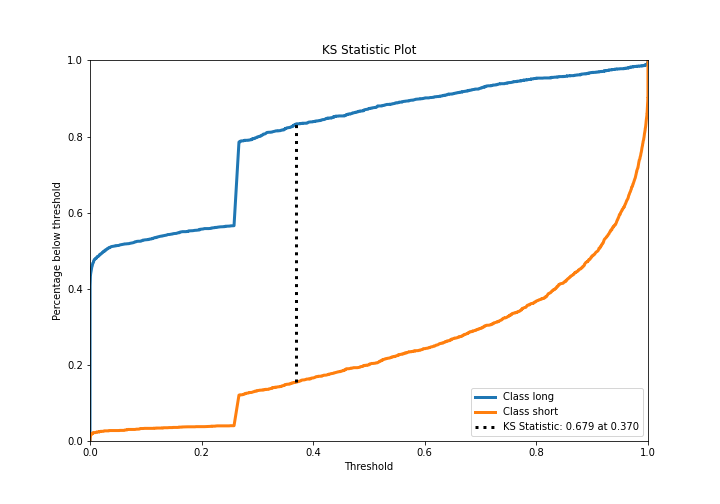 KS Statistic Plot
1.0
0.8
0.6
0.4
0.2
0.0
Percentage below threshold
Class long
Class short
KS Statistic: 0.679 at 0.370
0.0 0.2 0.4 0.6 0.8 1.0
Threshold